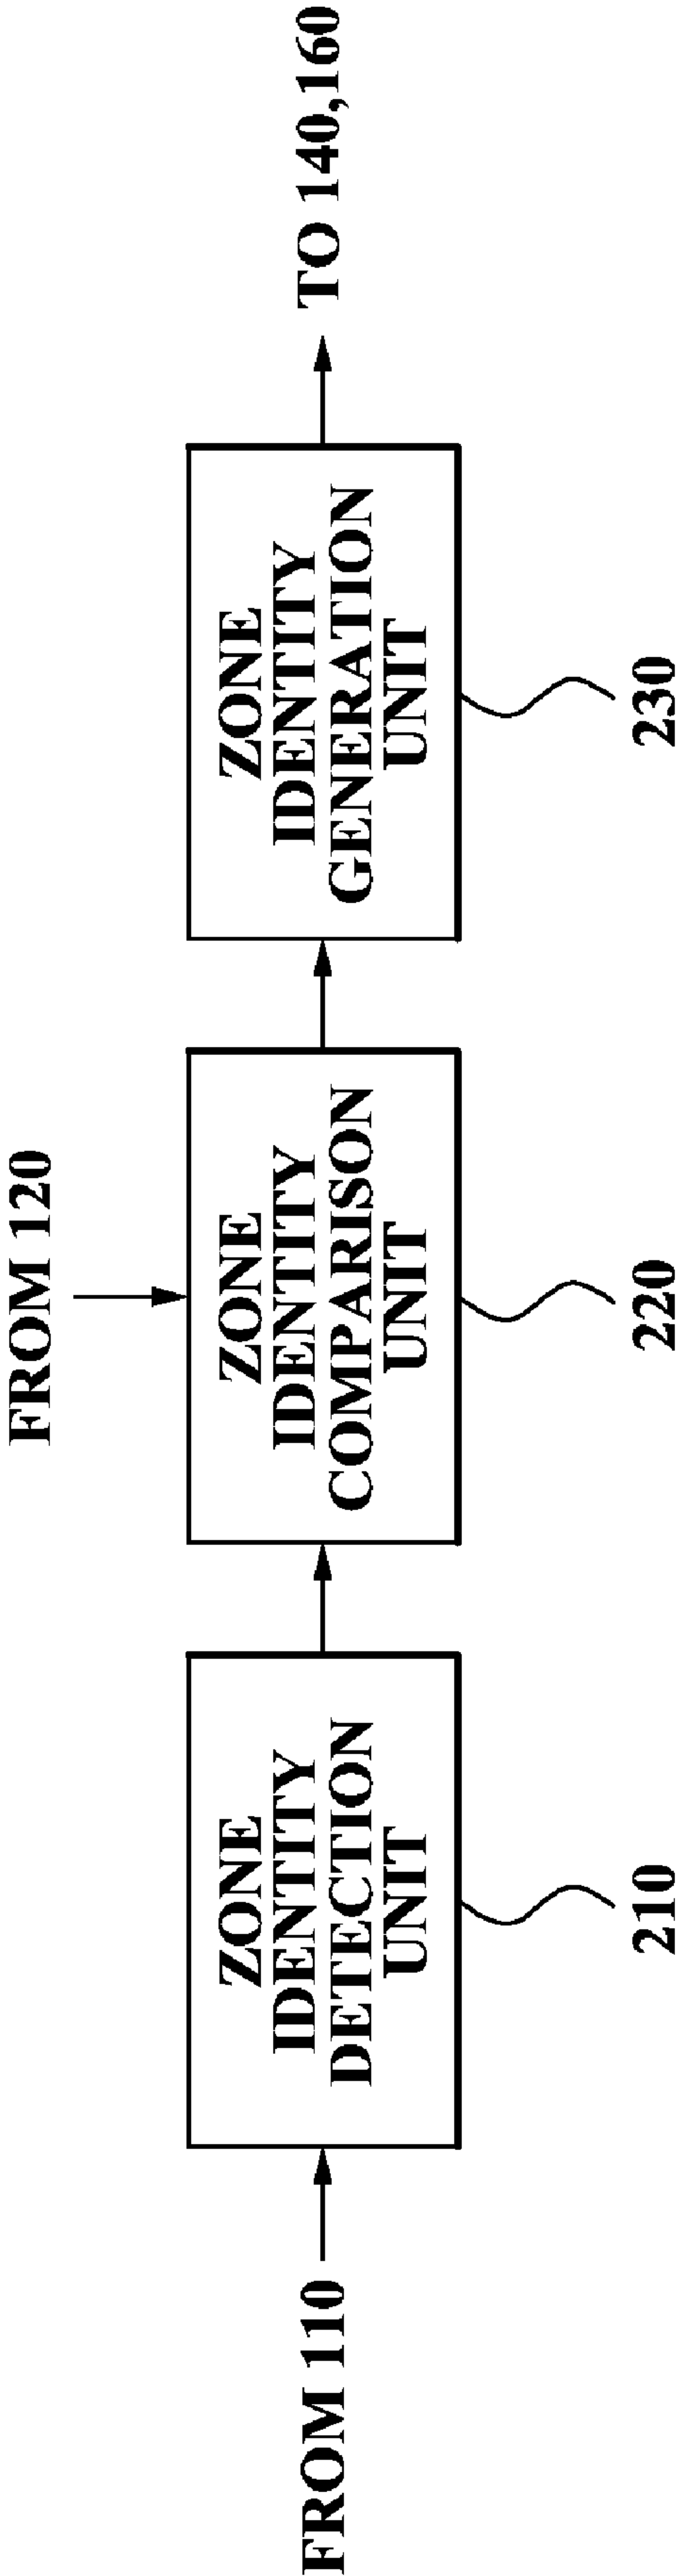 FROM 120
FROM 110
ZONE
IDENTITY
DETECTION
UNIT
ZONE
IDENTITY
COMPARISON
UNIT
ZONE
IDENTITY
GENERATION
UNIT
TO 140,160
210
220
230